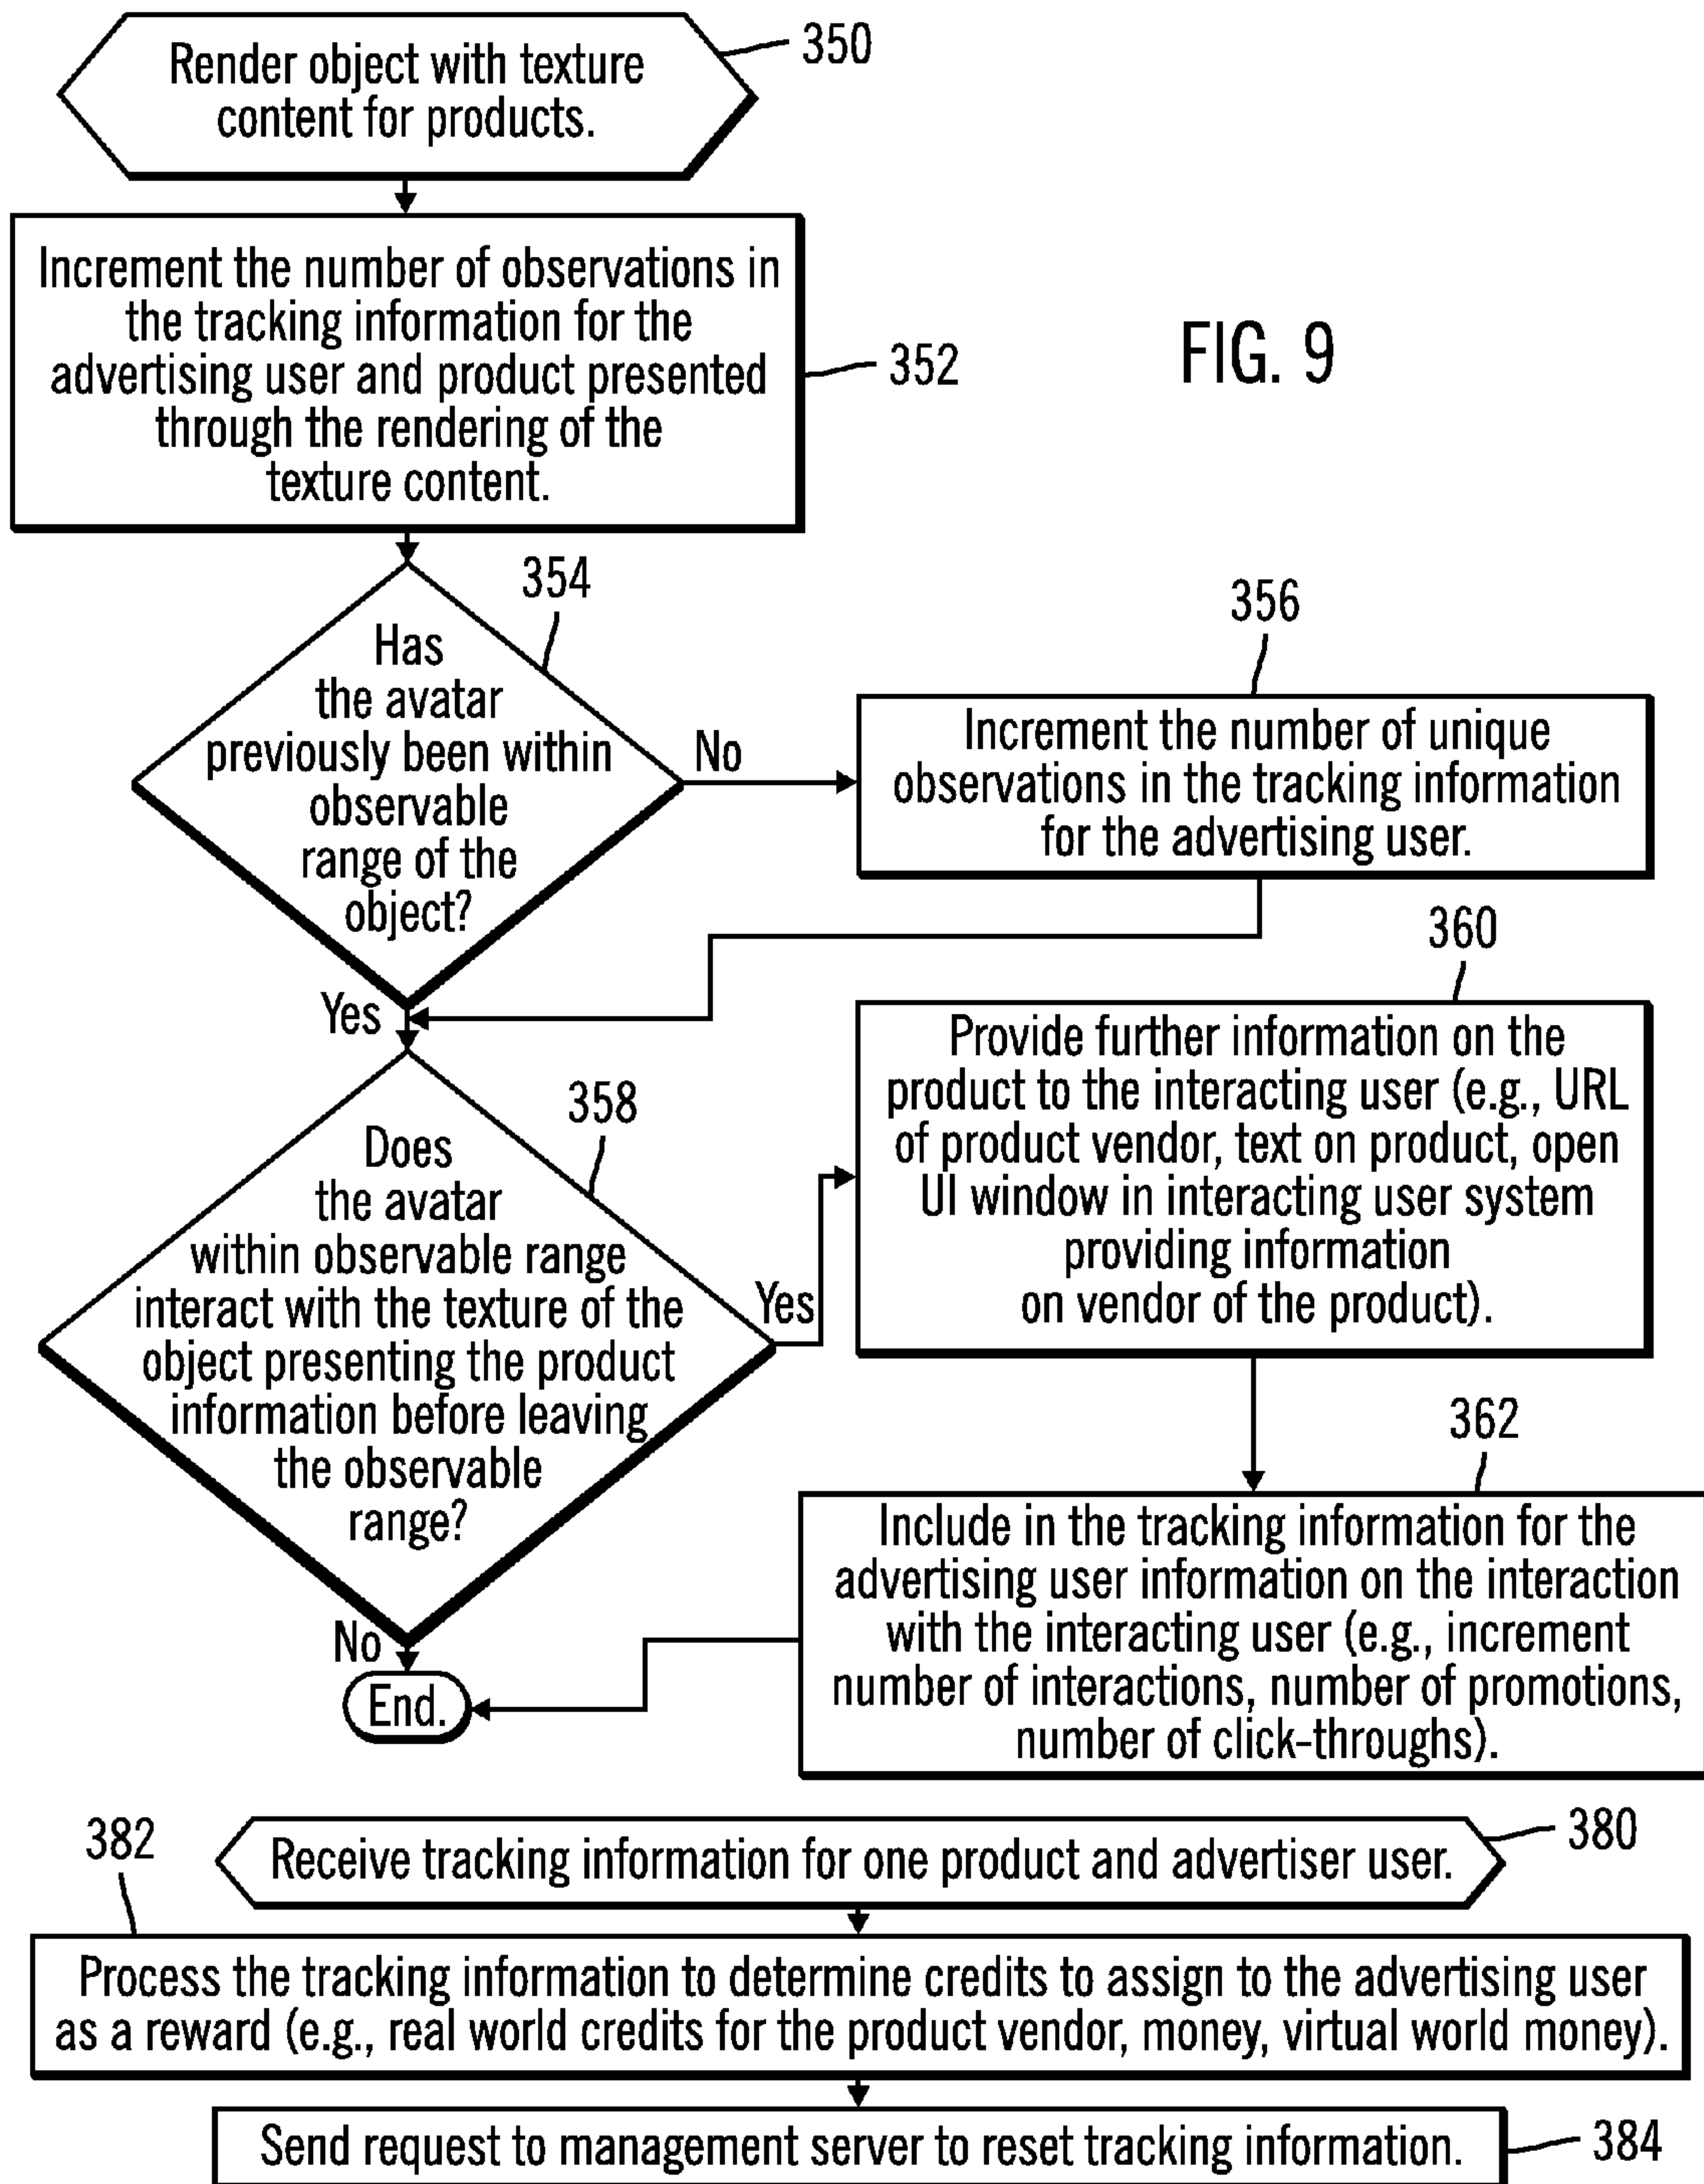 Render object with texture
content for products.
350
Increment the number of observations in
the tracking information for the
advertising user and product presented
through the rendering of the
texture content.
352
FIG. 9
354
Has
the avatar
previously been within
observable
range of the
object?
No
Yes
356
Increment the number of unique
observations in the tracking information
for the advertising user.
358
Does
the avatar
within observable range
interact with the texture of the
object presenting the product
information before leaving
the observable
range?
Yes
No
360
Provide further information on the
product to the interacting user (e.g., URL
of product vendor, text on product, open
UI window in interacting user system
providing information
on vendor of the product).
362
Include in the tracking information for the
advertising user information on the interaction
with the interacting user (e.g., increment
number of interactions, number of promotions,
number of click-throughs).
End.
380
Receive tracking information for one product and advertiser user.
382
Process the tracking information to determine credits to assign to the advertising user
as a reward (e.g., real world credits for the product vendor, money, virtual world money).
Send request to management server to reset tracking information.
384